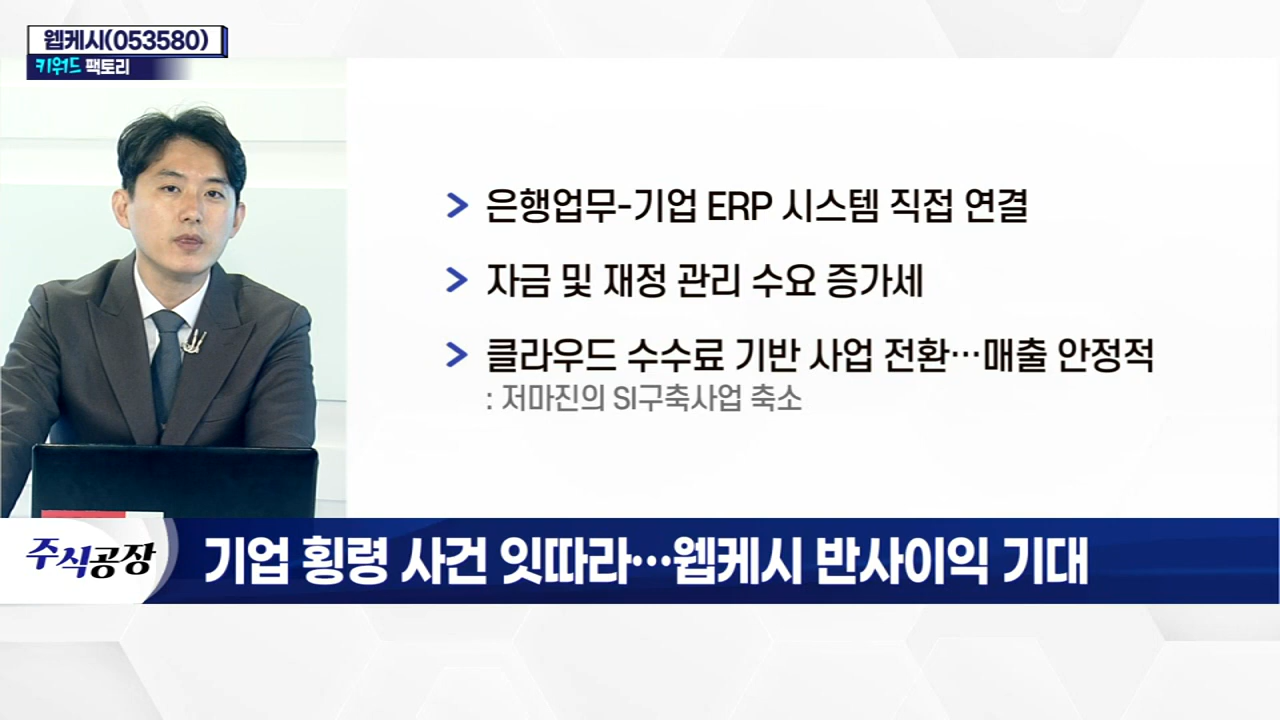 웹케시(053580)
키워드 팩토리
> 은행업무-기업 ERP 시스템 직접 연결
> 자금 및 재정 관리 수요 증가세
> 클라우드 수수료 기반 사업 전환…매출 안정적
: 저마진의 SI구축사업 축소
주식공장
기업 횡령 사건 잇따라…웹케시 반사이익 기대